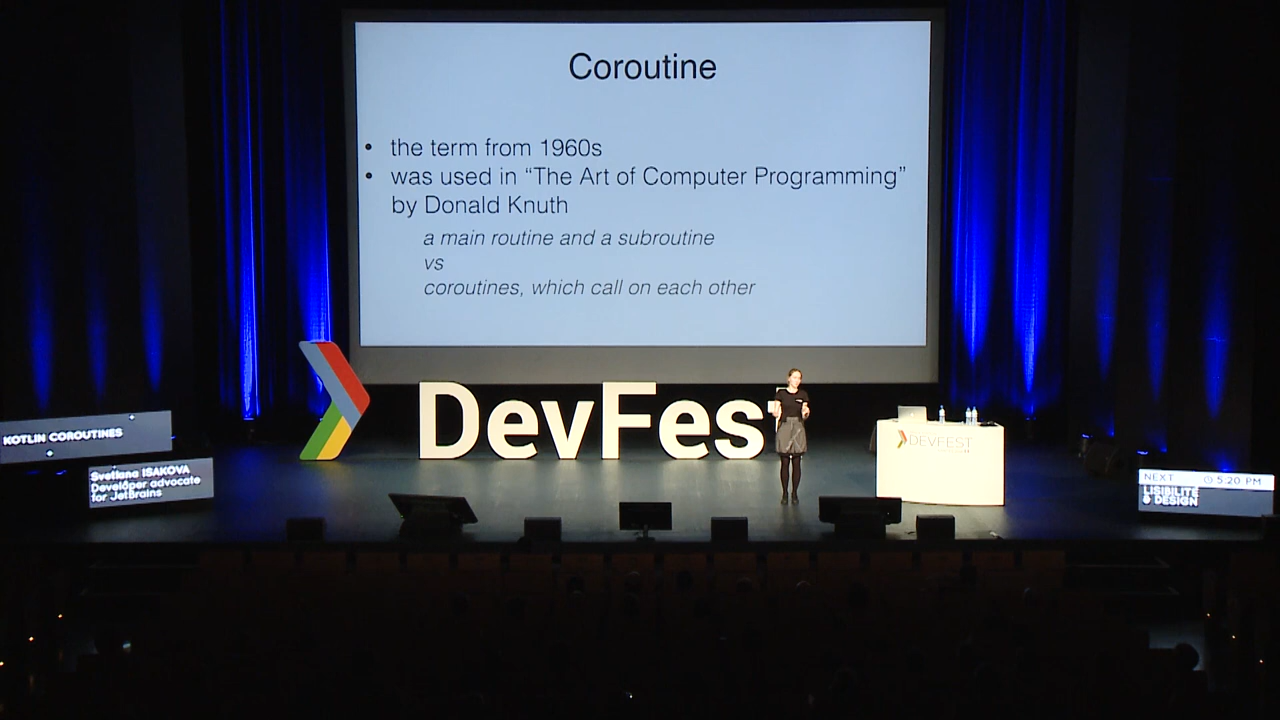 Coroutine
• the term from 1960s
• was used in “The Art of Computer Programming”
by Donald Knuth
a main routine and a subroutine
vs
coroutines, which call on each other
DevFest
KOTLIN COROUTINES
Svetlana ISAKOVA
Developer advocate
for JetBrains
DEVFEST
NEXT 5:20 PM
LISIBILITÉ
& DESIGN